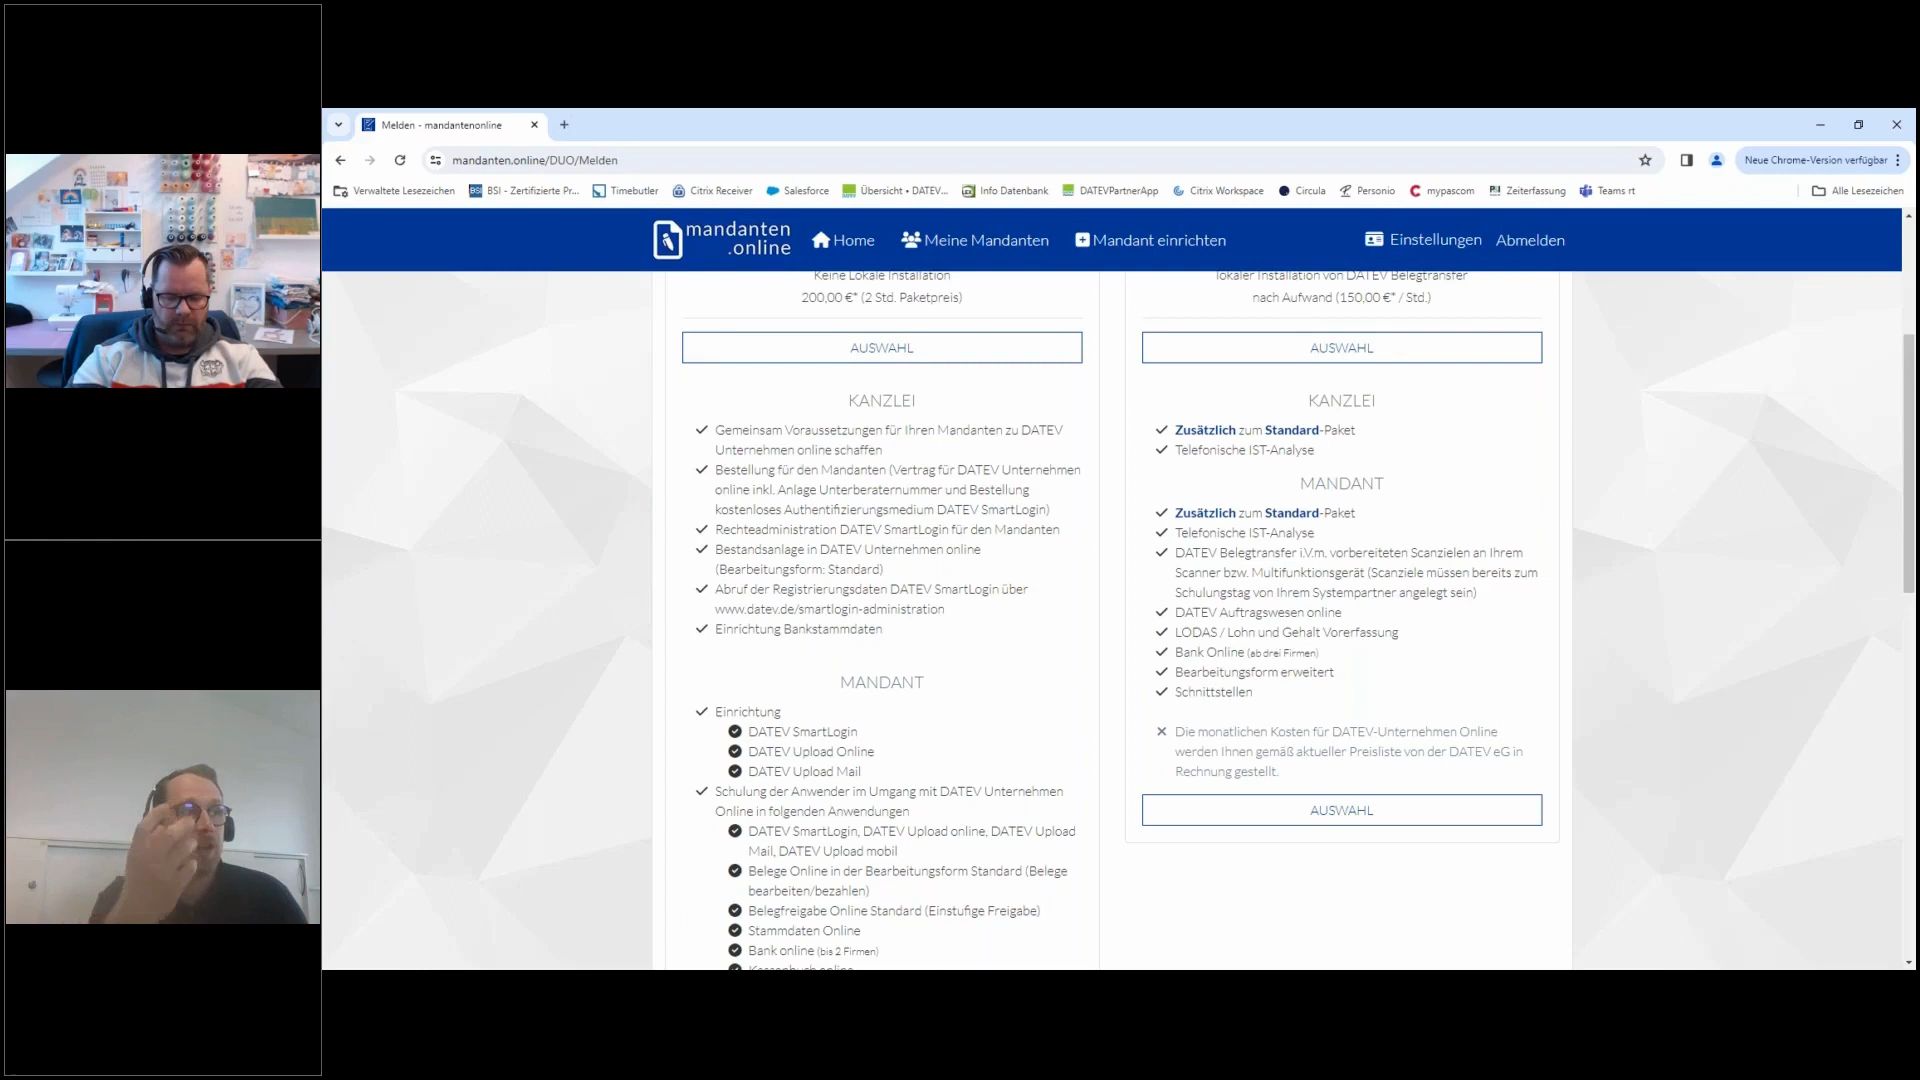 Melden - mandantenonline
mandanten.online/DUO/Melden
Neue Chrome-Version verfügbar
Verwaltete Lesezeichen
BSI - Zertifizierte Pr...
Timebutler
Citrix Receiver
Salesforce
Übersicht • DATEV...
Info Datenbank
DATEVPartnerApp
Citrix Workspace
Circula
Personio
mypascom
Zeiterfassung
Teams rt
Alle Lesezeichen
mandanten
.online
Home
Meine Mandanten
Mandant einrichten
Einstellungen
Abmelden
Keine Lokale Installation
200,00 €* (2 Std. Paketpreis)
AUSWAHL
KANZLEI
Gemeinsam Voraussetzungen für Ihren Mandanten zu DATEV
Unternehmen online schaffen
Bestellung für den Mandanten (Vertrag für DATEV Unternehmen
online inkl. Anlage Unterberaternummer und Bestellung
kostenloses Authentifizierungsmedium DATEV SmartLogin)
Rechteadministration DATEV SmartLogin für den Mandanten
Bestandsanlage in DATEV Unternehmen online
(Bearbeitungsform: Standard)
Abruf der Registrierungsdaten DATEV SmartLogin über
www.datev.de/smartlogin-administration
Einrichtung Bankstammdaten
MANDANT
Einrichtung
DATEV SmartLogin
DATEV Upload Online
DATEV Upload Mail
Schulung der Anwender im Umgang mit DATEV Unternehmen
Online in folgenden Anwendungen
DATEV SmartLogin, DATEV Upload online, DATEV Upload
Mail, DATEV Upload mobil
Belege Online in der Bearbeitungsform Standard (Belege
bearbeiten/bezahlen)
Belegfreigabe Online Standard (Einstufige Freigabe)
Stammdaten Online
Bank online (bis 2 Firmen)
Kassenbuch online
lokaler Installation von DATEV Belegtransfer
nach Aufwand (150,00 €* / Std.)
AUSWAHL
KANZLEI
Zusätzlich zum Standard-Paket
Telefonische IST-Analyse
MANDANT
Zusätzlich zum Standard-Paket
Telefonische IST-Analyse
DATEV Belegtransfer i.V.m. vorbereiteten Scanzielen an Ihrem
Scanner bzw. Multifunktionsgerät (Scanziele müssen bereits zum
Schulungstag von Ihrem Systempartner angelegt sein)
DATEV Auftragswesen online
LODAS / Lohn und Gehalt Vorerfassung
Bank Online (ab drei Firmen)
Bearbeitungsform erweitert
Schnittstellen
Die monatlichen Kosten für DATEV-Unternehmen Online
werden Ihnen gemäß aktueller Preisliste von der DATEV eG in
Rechnung gestellt.
AUSWAHL